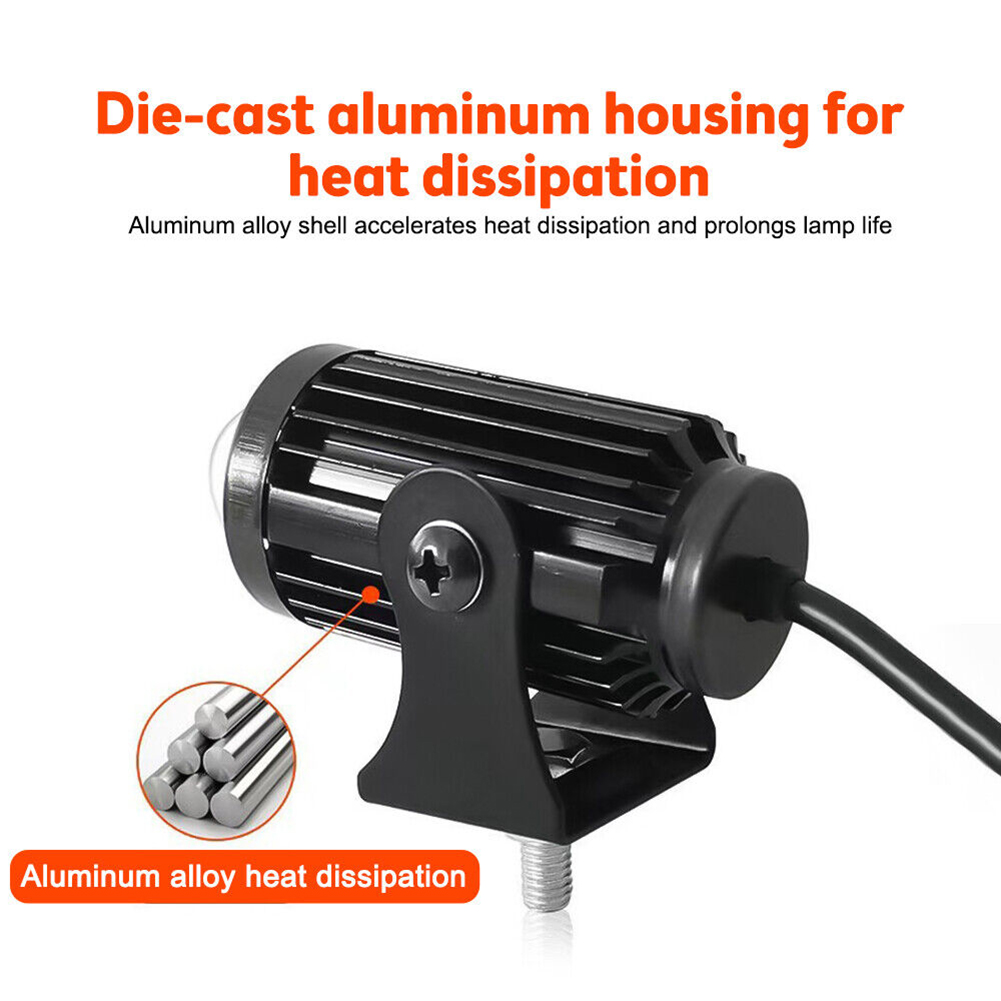 Die-cast aluminum housing for
heat dissipation
Aluminum alloy shell accelerates heat dissipation and prolongs lamp life
Aluminum alloy heat dissipation